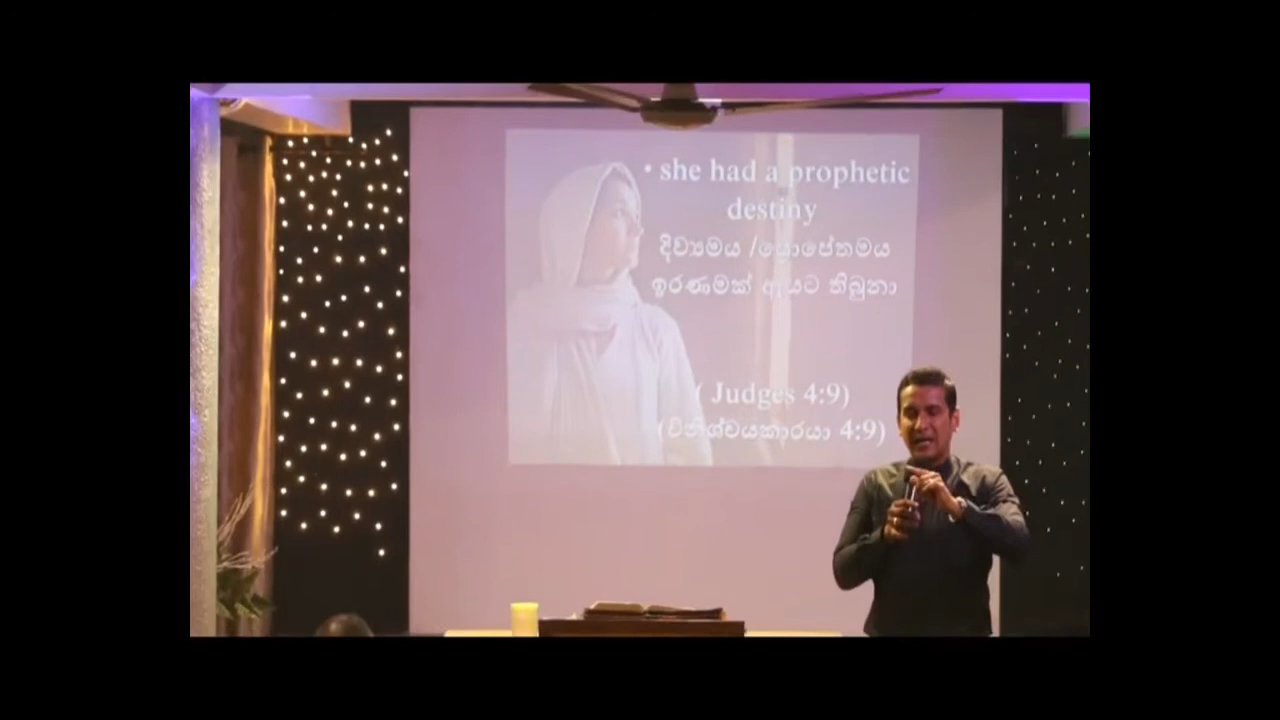 • she had a prophetic
destiny
දිව්‍යමය /ප්‍රොපේතමය
ඉරණමක් ඇයට තිබුනා
( Judges 4:9)
(විනිශ්චයකාරයා 4:9)